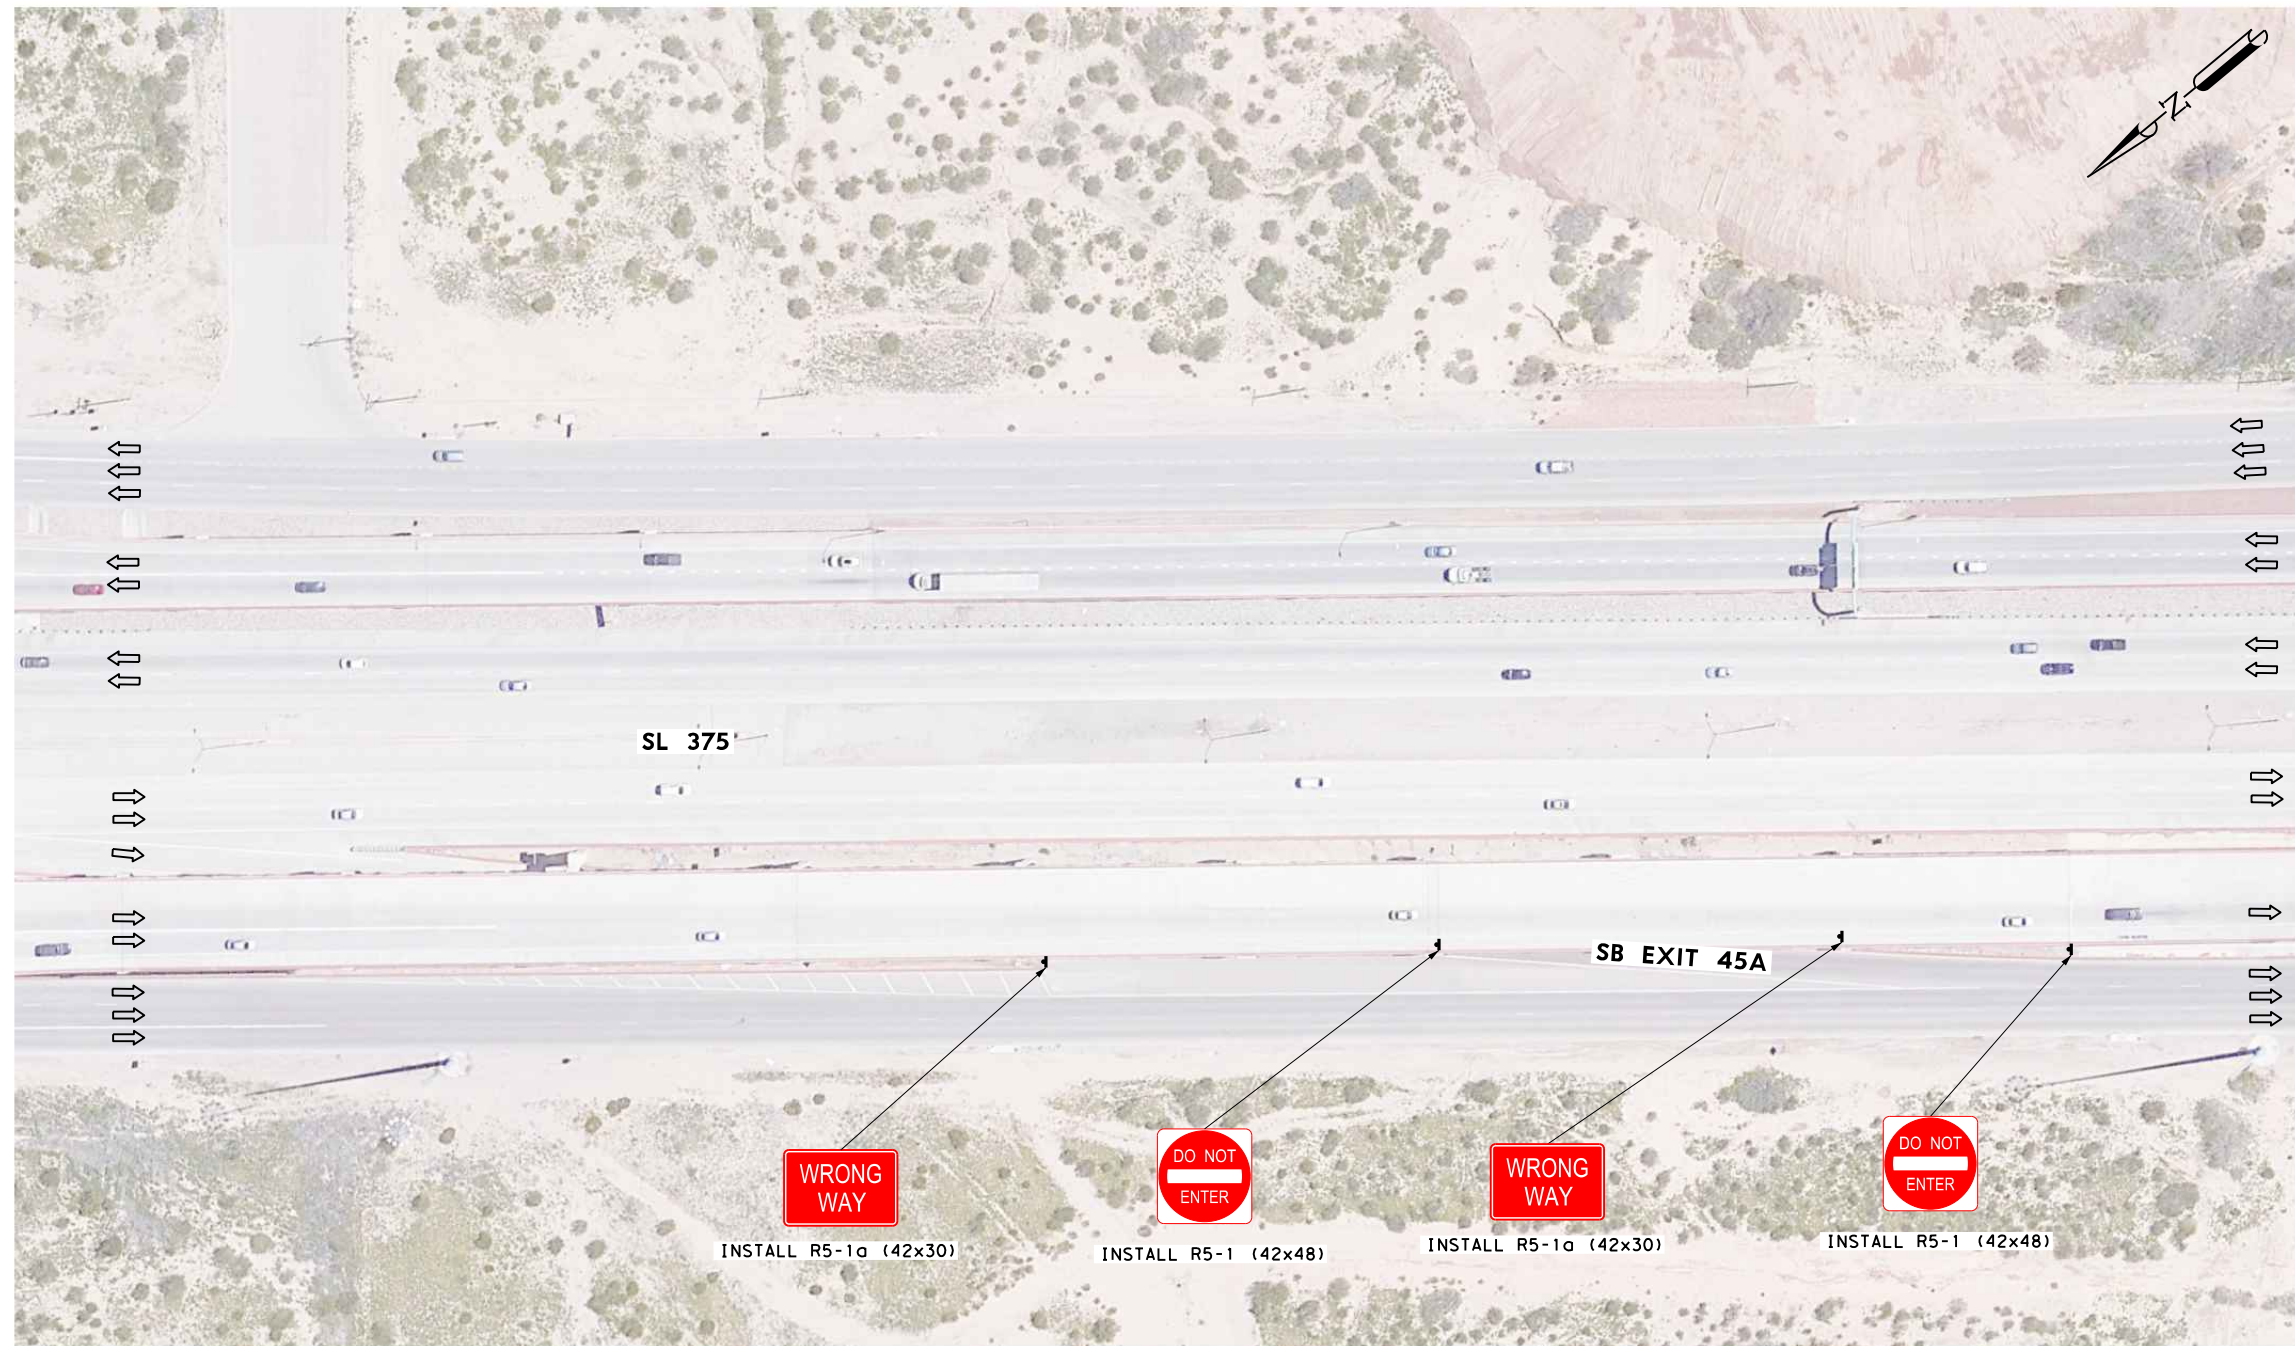 N
SL 375
SB EXIT 45A
WRONG
WAY
INSTALL R5-1a (42x30)
DO NOT
ENTER
INSTALL R5-1 (42x48)
WRONG
WAY
INSTALL R5-1a (42x30)
DO NOT
ENTER
INSTALL R5-1 (42x48)